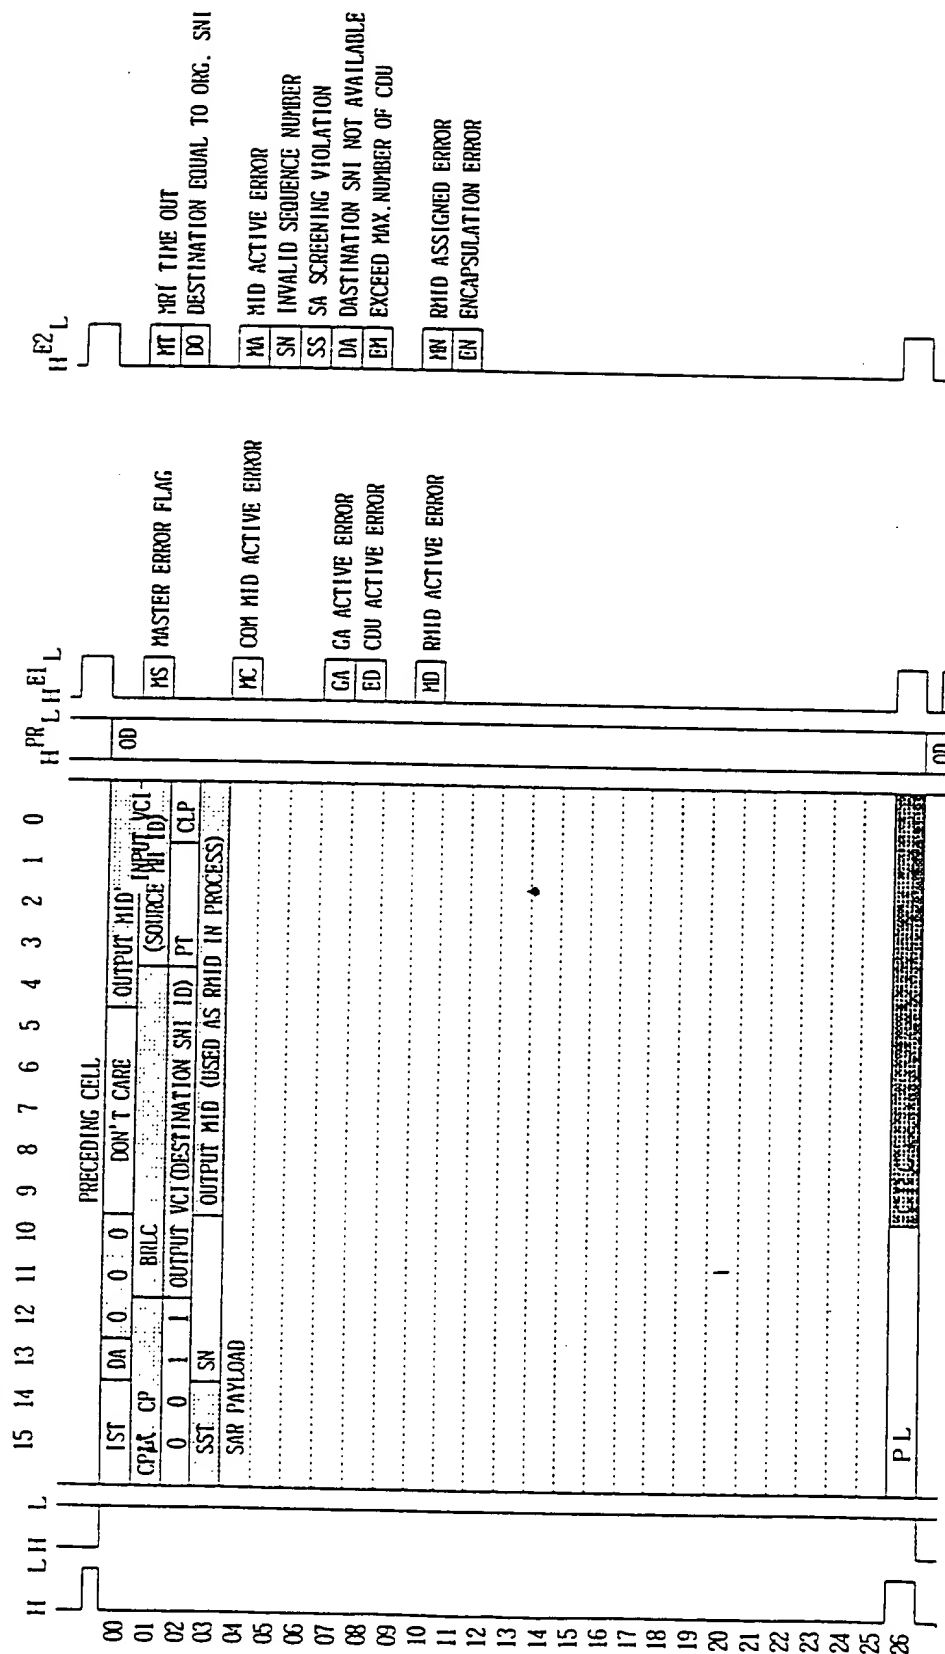 15 14 13 12 11 10 9 8 7 6 5 4 3 2 1 0
H L H L
H PR L H E1 L
H E2 L
PRECEDING CELL
00 IST DA 0 0 0 DON'T CARE OUTPUT MID OD
01 CP BRLC INPUT VCI- (SOURCE ID)
02 0 0 1 1 OUTPUT VCI (DESTINATION SNI ID) PT CLP
03 SST SN OUTPUT MID (USED AS RMID IN PROCESS)
04 SAR PAYLOAD
05
06
07
08
09
10
11
12
13
14
15
16
17
18
19
20
21
22
23
24
25
26 PL
OD
MS MASTER ERROR FLAG
MC COM MID ACTIVE ERROR
GA GA ACTIVE ERROR
ED CDU ACTIVE ERROR
MD RMID ACTIVE ERROR
MT MRI TIME OUT
DO DESTINATION EQUAL TO ORG. SNI
MA MID ACTIVE ERROR
SN INVALID SEQUENCE NUMBER
SS SA SCREENING VIOLATION
DA DASTINATION SNI NOT AVAILABLE
EM EXCEED MAX.NUMBER OF CDU
MN RMID ASSIGNED ERROR
EN ENCAPSULATION ERROR